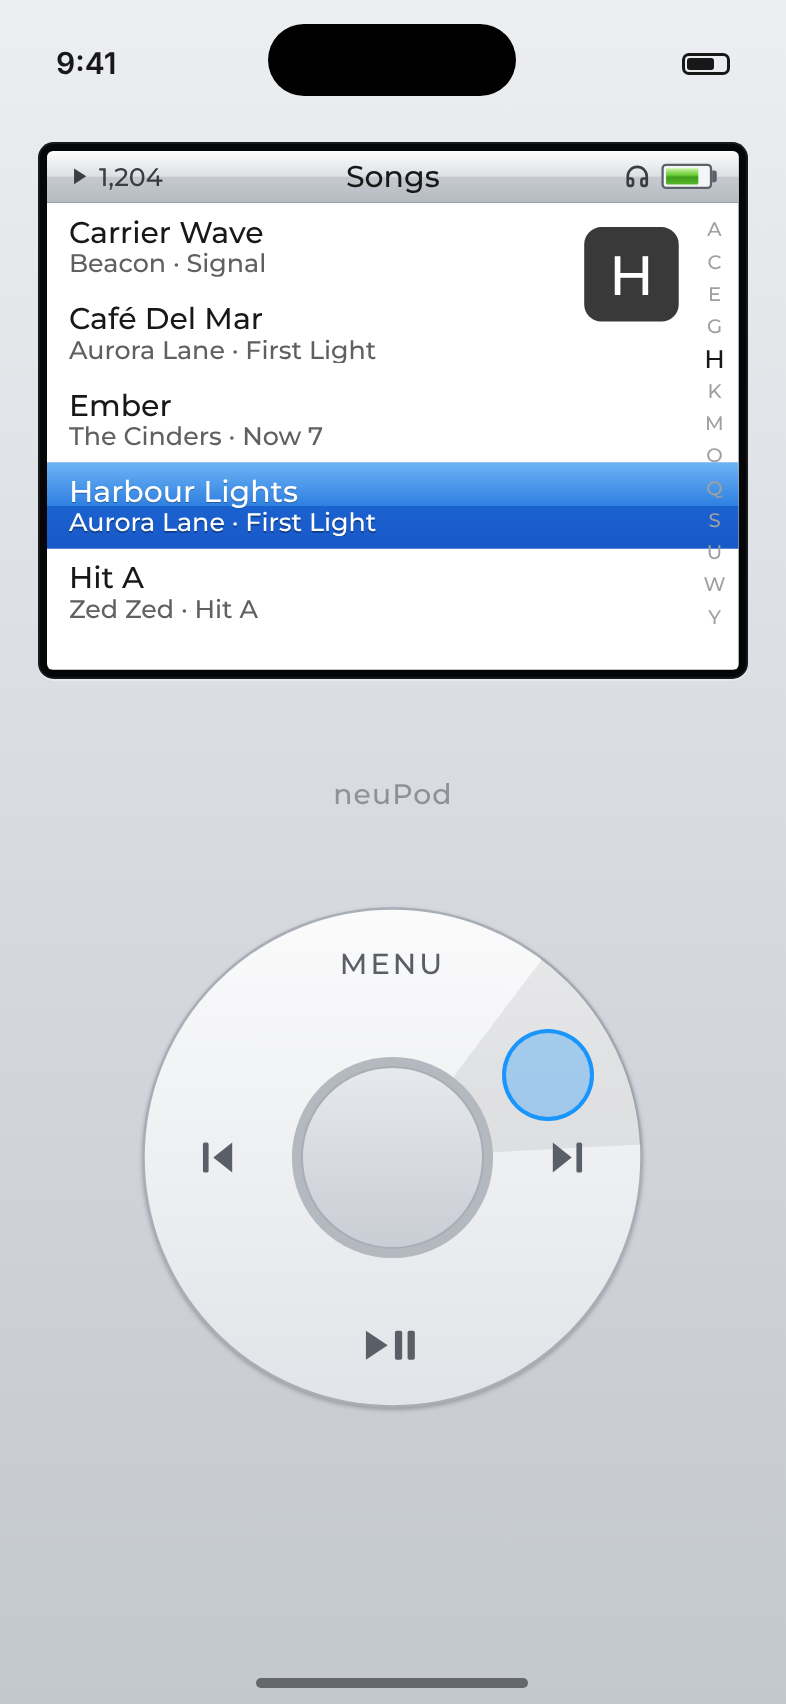 9:41
1,204 Songs
Carrier Wave
Beacon · Signal
Café Del Mar
Aurora Lane · First Light
Ember
The Cinders · Now 7
Harbour Lights
Aurora Lane · First Light
Hit A
Zed Zed · Hit A
H
A
C
E
G
H
K
M
O
Q
S
U
W
Y
neuPod
MENU